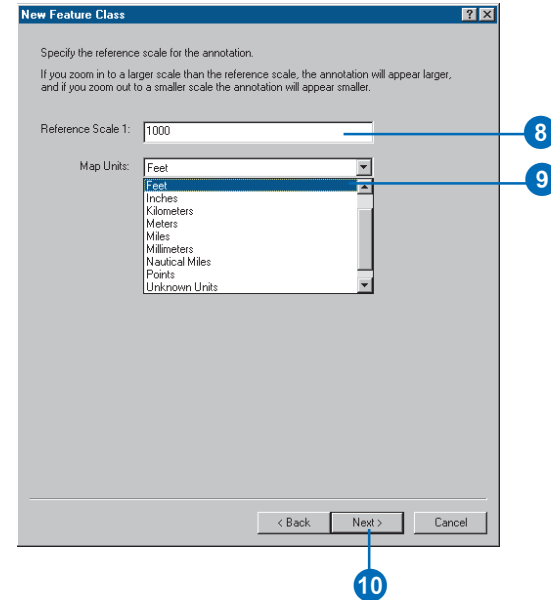 New Feature Class
Specify the reference scale for the annotation.
If you zoom in to a larger scale than the reference scale, the annotation will appear larger,
and if you zoom out to a smaller scale the annotation will appear smaller.
Reference Scale 1: 1000
8
Map Units: Feet
Feet
9
Inches
Kilometers
Meters
Miles
Millimeters
Nautical Miles
Points
Unknown Units
< Back Next > Cancel
10